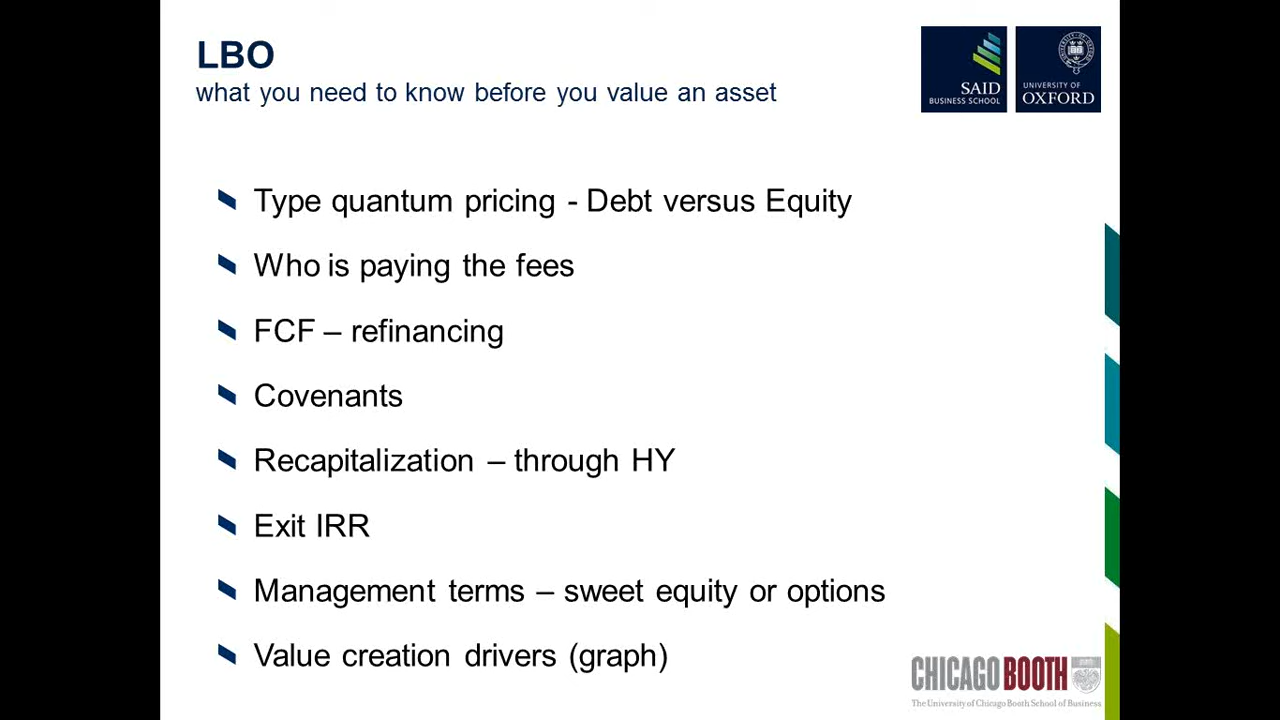 LBO
what you need to know before you value an asset
SAID
BUSINESS SCHOOL
UNIVERSITY OF
OXFORD
Type quantum pricing - Debt versus Equity
Who is paying the fees
FCF – refinancing
Covenants
Recapitalization – through HY
Exit IRR
Management terms – sweet equity or options
Value creation drivers (graph)
CHICAGO BOOTH
The University of Chicago Booth School of Business